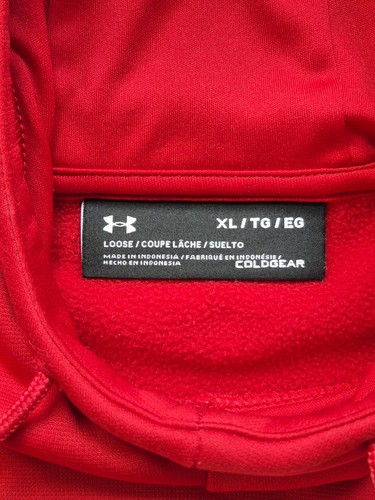 XL / TG / EG
LOOSE / COUPE LÂCHE / SUELTO
MADE IN INDONESIA / FABRIQUÉ EN INDONÉSIE /
HECHO EN INDONESIA
COLDGEAR